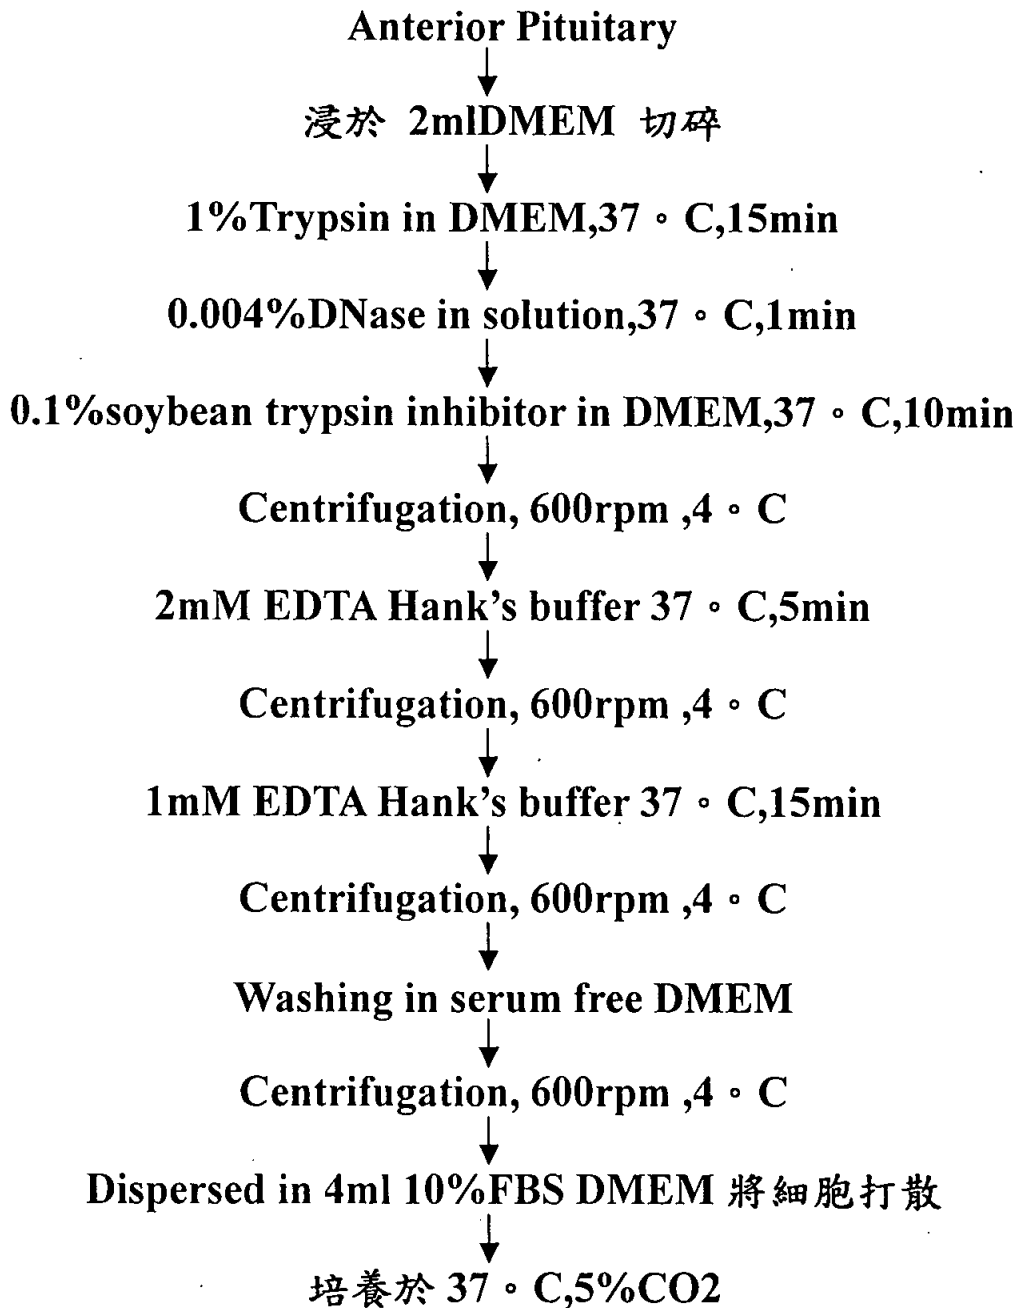 Anterior Pituitary
浸於 2mlDMEM 切碎
1%Trypsin in DMEM,37 。C,15min
0.004%DNase in solution,37 。C,1min
0.1%soybean trypsin inhibitor in DMEM,37 。C,10min
Centrifugation, 600rpm ,4 。C
2mM EDTA Hank's buffer 37 。C,5min
Centrifugation, 600rpm ,4 。C
1mM EDTA Hank's buffer 37 。C,15min
Centrifugation, 600rpm ,4 。C
Washing in serum free DMEM
Centrifugation, 600rpm ,4 。C
Dispersed in 4ml 10%FBS DMEM 將細胞打散
培養於 37 。C,5%CO2